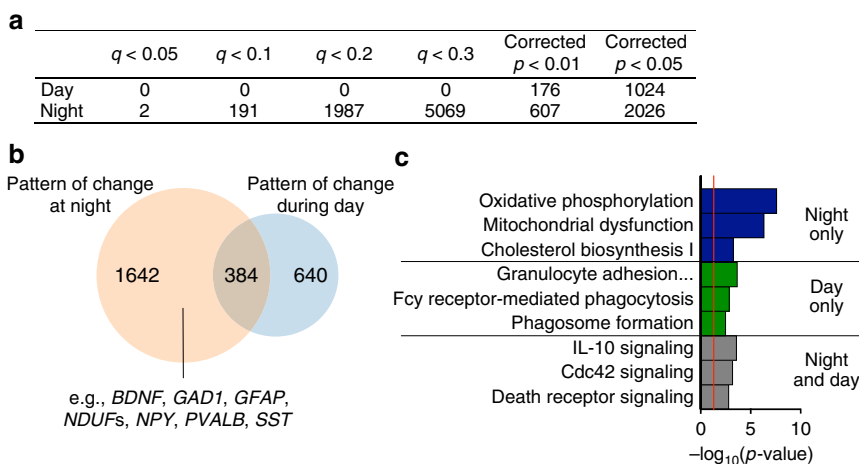 a
q < 0.05 q < 0.1 q < 0.2 q < 0.3 Corrected p < 0.01 Corrected p < 0.05
Day 0 0 0 0 176 1024
Night 2 191 1987 5069 607 2026
b
Pattern of change at night
Pattern of change during day
1642 384 640
e.g., BDNF, GAD1, GFAP,
NDUFs, NPY, PVALB, SST
c
Oxidative phosphorylation
Mitochondrial dysfunction
Cholesterol biosynthesis I
Night only
Granulocyte adhesion...
Fcy receptor-mediated phagocytosis
Phagosome formation
Day only
IL-10 signaling
Cdc42 signaling
Death receptor signaling
Night and day
0 5 10
–log10(p-value)